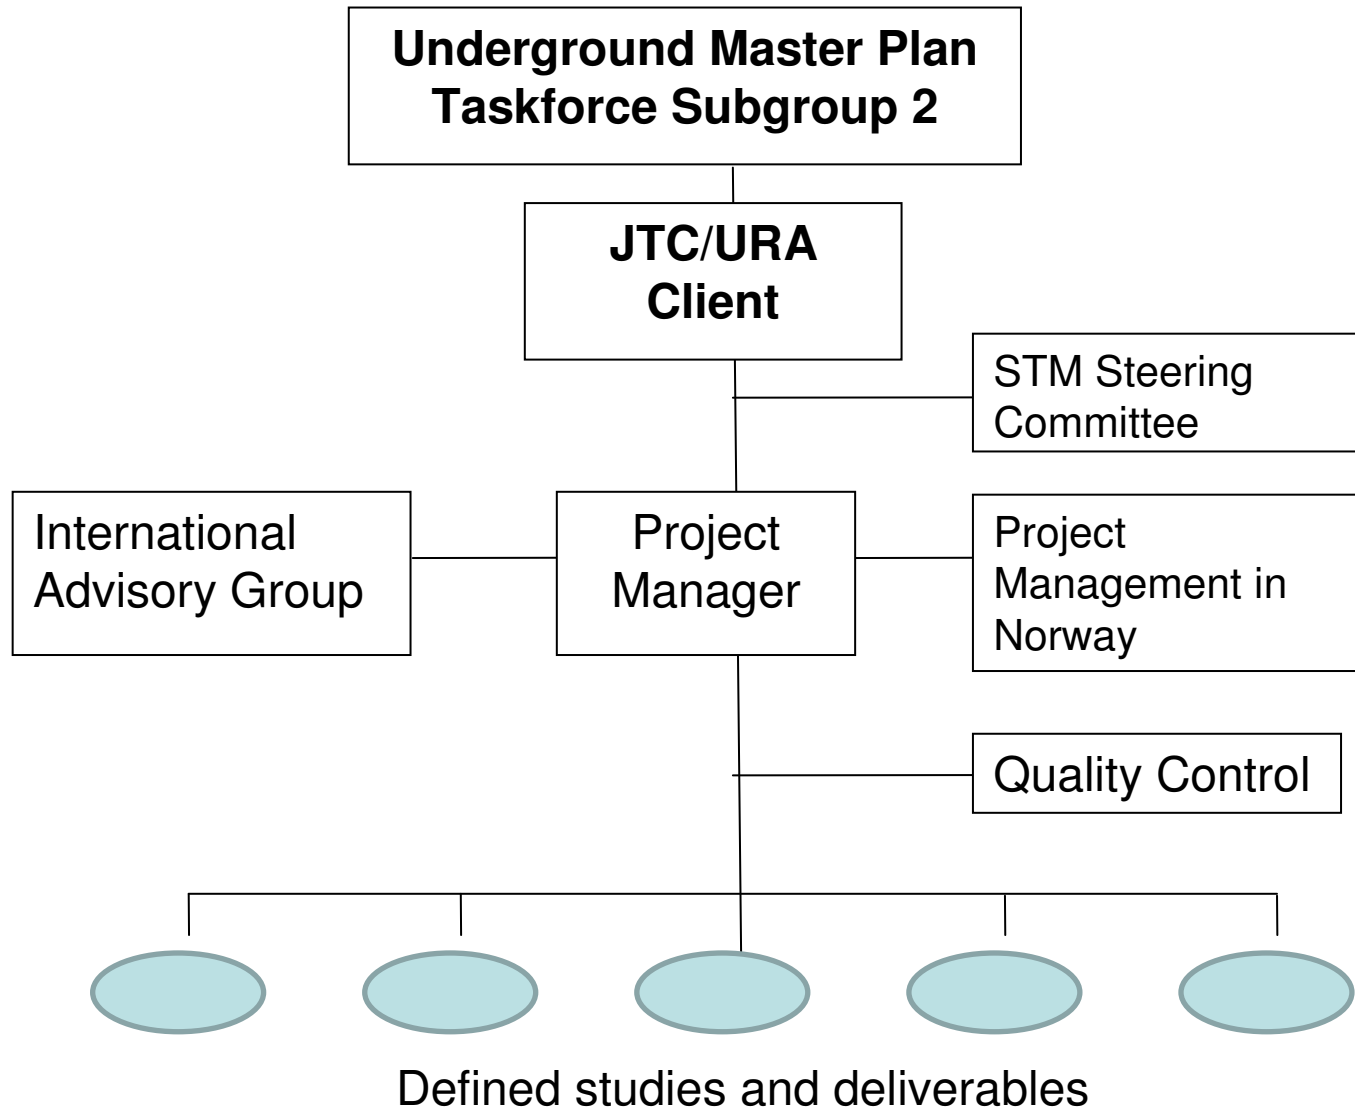 Underground Master Plan
Taskforce Subgroup 2
JTC/URA
Client
STM Steering
Committee
International
Advisory Group
Project
Manager
Project
Management in
Norway
Quality Control
Defined studies and deliverables